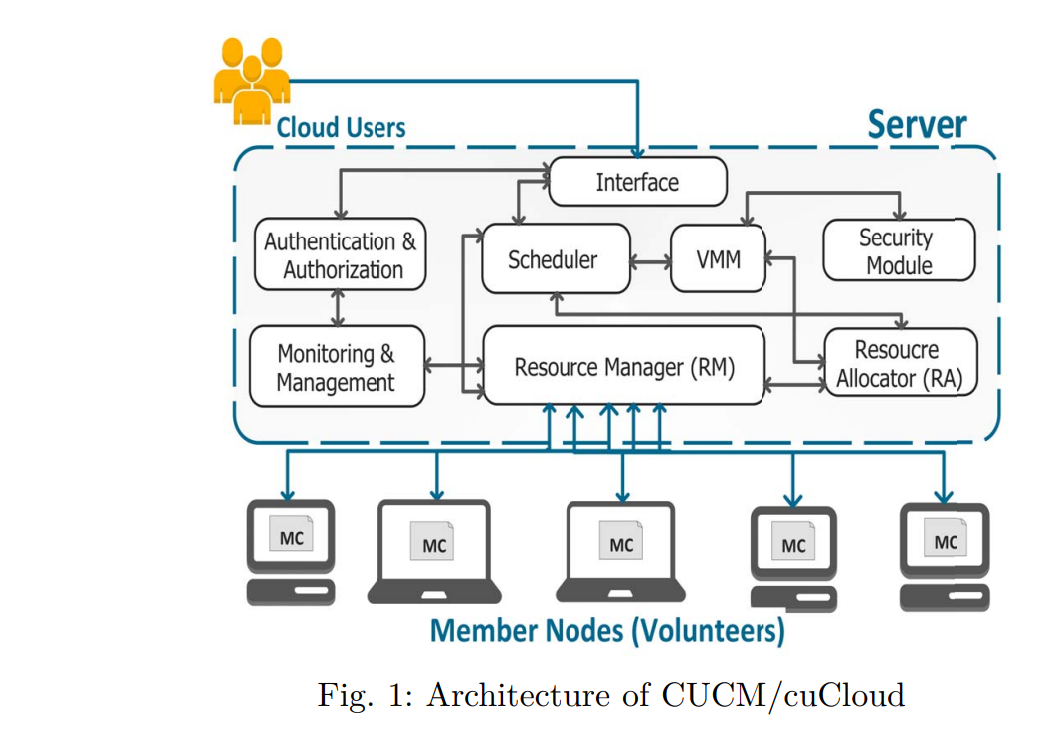 Cloud Users
Server
Interface
Authentication &
Authorization
Scheduler
VMM
Security
Module
Monitoring &
Management
Resource Manager (RM)
Resoucre
Allocator (RA)
MC
MC
MC
MC
MC
Member Nodes (Volunteers)
Fig. 1: Architecture of CUCM/cuCloud